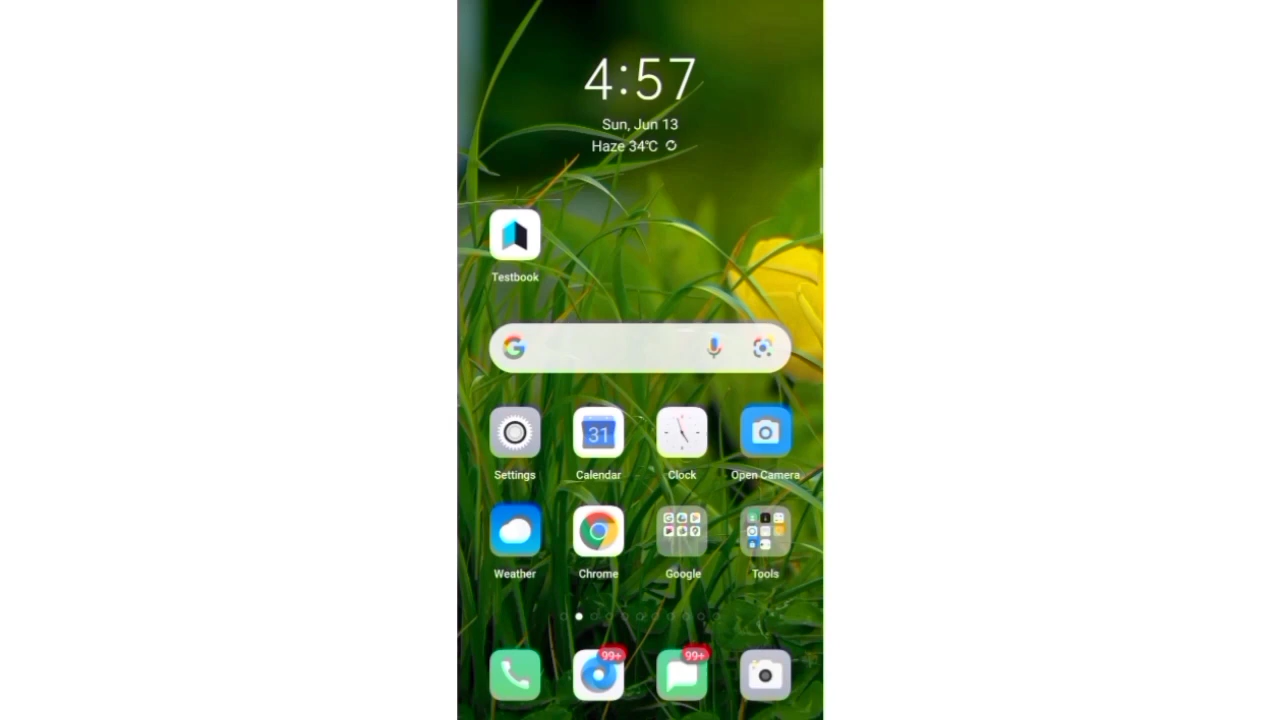 4:57
Sun, Jun 13
Haze 34℃
Testbook
31
Settings
Calendar
Clock
Open Camera
Weather
Chrome
Google
Tools
99+
99+